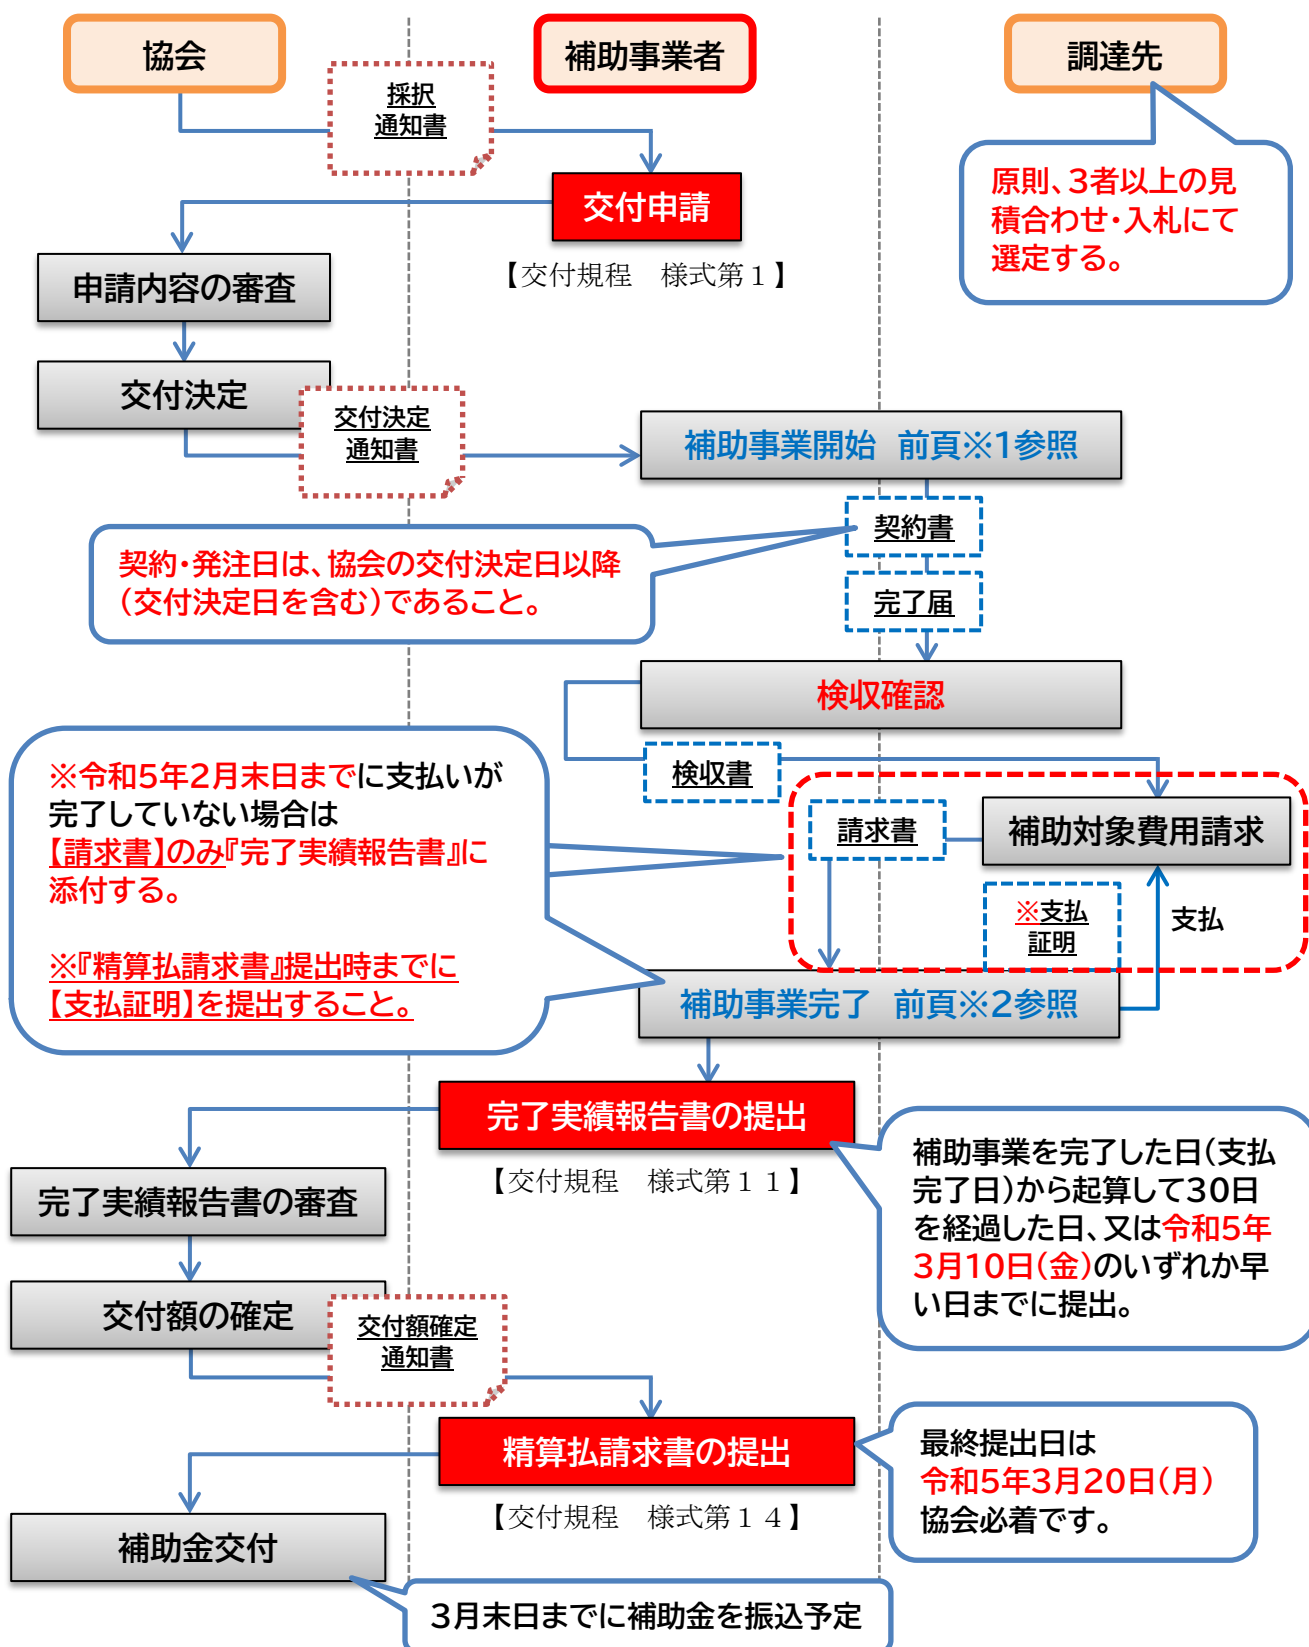 協会
補助事業者
調達先
採択
通知書
原則、3者以上の見
積合わせ・入札にて
選定する。
交付申請
【交付規程　様式第１】
申請内容の審査
交付決定
交付決定
通知書
補助事業開始 前頁※1参照
契約書
契約・発注日は、協会の交付決定日以降
（交付決定日を含む）であること。
完了届
検収確認
検収書
※令和5年2月末日までに支払いが
完了していない場合は
【請求書】のみ『完了実績報告書』に
添付する。
※『精算払請求書』提出時までに
【支払証明】を提出すること。
請求書
補助対象費用請求
※支払
証明
支払
補助事業完了 前頁※2参照
完了実績報告書の提出
【交付規程　様式第１１】
補助事業を完了した日（支払
完了日）から起算して30日
を経過した日、又は令和5年
3月10日（金）のいずれか早
い日までに提出。
完了実績報告書の審査
交付額の確定
交付額確定
通知書
精算払請求書の提出
【交付規程　様式第１４】
最終提出日は
令和5年3月20日（月）
協会必着です。
補助金交付
3月末日までに補助金を振込予定